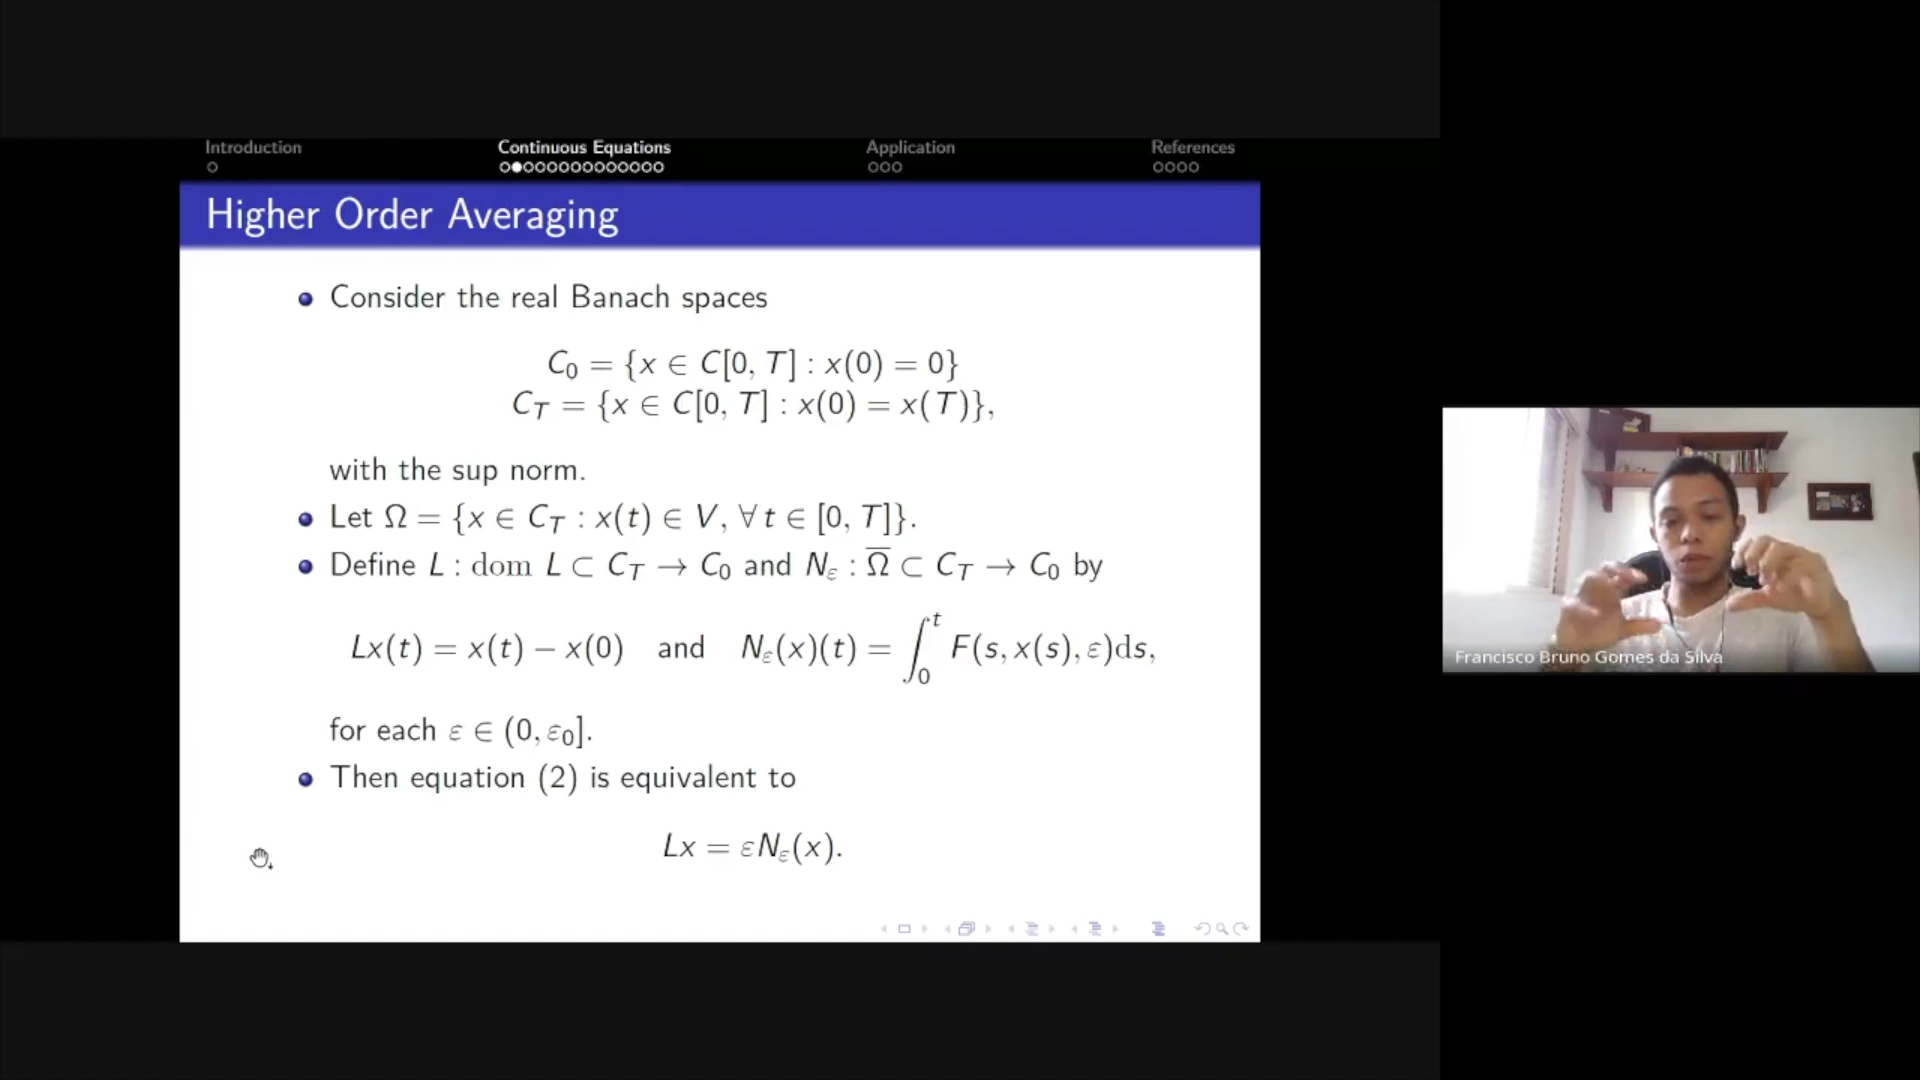 Introduction
Continuous Equations
Application
References
Higher Order Averaging
Consider the real Banach spaces
C₀ = {x ∈ C[0, T] : x(0) = 0}
C_T = {x ∈ C[0, T] : x(0) = x(T)},
with the sup norm.
Let Ω = {x ∈ C_T : x(t) ∈ V, ∀ t ∈ [0, T]}.
Define L : dom L ⊂ C_T → C₀ and N_ε : Ω̅ ⊂ C_T → C₀ by
Lx(t) = x(t) − x(0) and N_ε(x)(t) = ∫₀ᵗ F(s, x(s), ε)ds,
for each ε ∈ (0, ε₀].
Then equation (2) is equivalent to
Lx = εN_ε(x).
Francisco Bruno Gomes da Silva